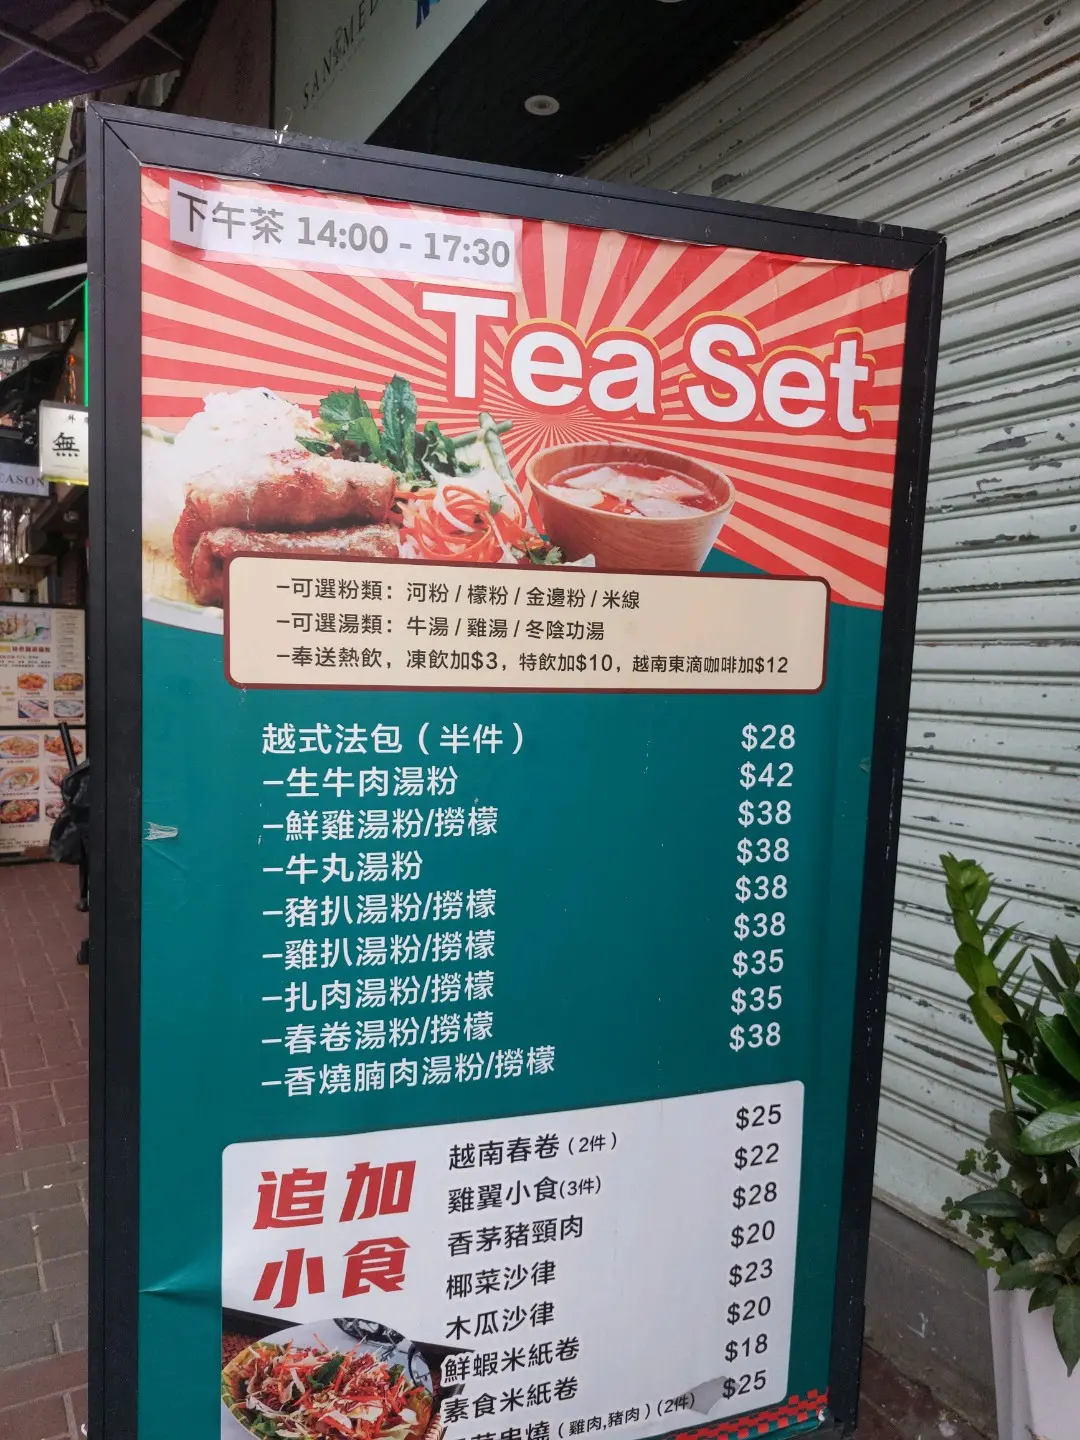 SANEMED
下午茶 14:00 - 17:30
Tea Set
無
EASON
–可選粉類：河粉 / 檬粉 / 金邊粉 / 米線
–可選湯類：牛湯 / 雞湯 / 冬陰功湯
–奉送熱飲，凍飲加$3，特飲加$10，越南東滴咖啡加$12
越式法包（半件） $28
–生牛肉湯粉 $42
–鮮雞湯粉/撈檬 $38
–牛丸湯粉 $38
–豬扒湯粉/撈檬 $38
–雞扒湯粉/撈檬 $38
–扎肉湯粉/撈檬 $35
–春卷湯粉/撈檬 $35
–香燒腩肉湯粉/撈檬 $38
追加
小食
越南春卷（2件） $25
雞翼小食(3件) $22
香茅豬頸肉 $28
椰菜沙律 $20
木瓜沙律 $23
鮮蝦米紙卷 $20
素食米紙卷 $18
串燒（雞肉,豬肉）(2件) $25